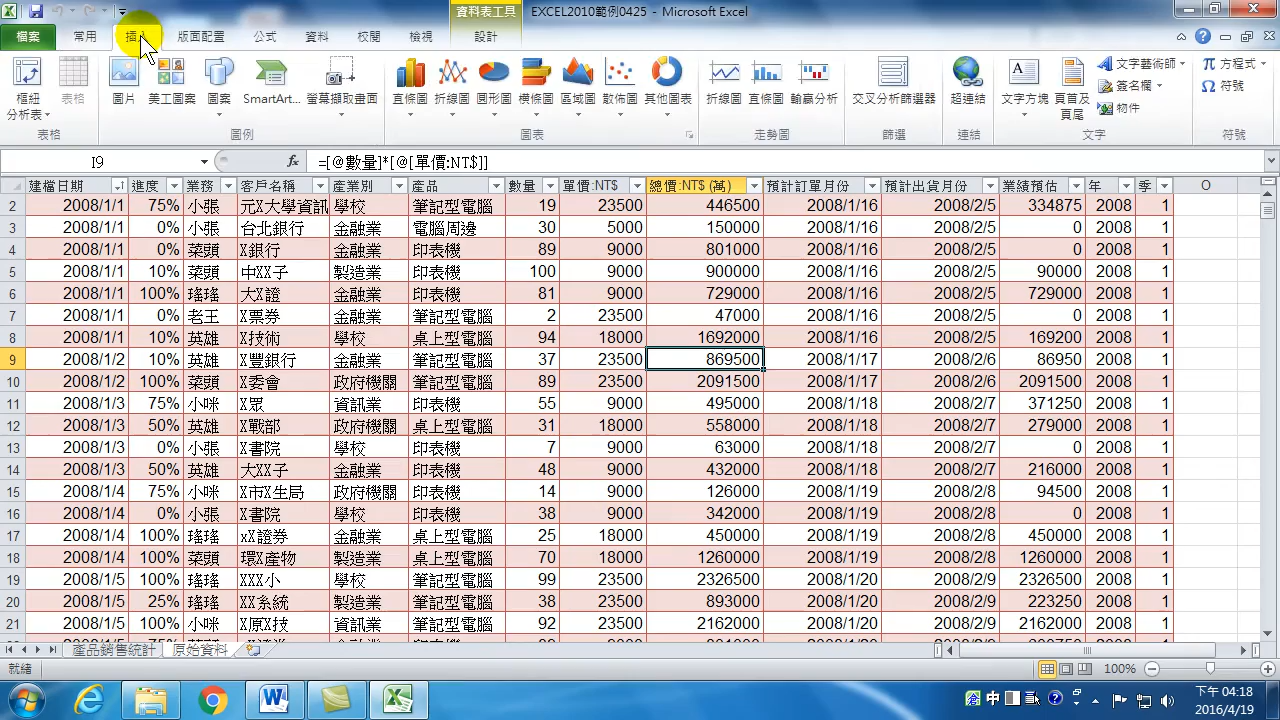 資料表工具
EXCEL2010範例0425 - Microsoft Excel
檔案 常用 版面配置 公式 資料 校閱 檢視 設計
樞紐分析表 表格 圖片 美工圖案 圖案 SmartArt... 螢幕擷取畫面 直條圖 折線圖 圓形圖 橫條圖 區域圖 散佈圖 其他圖表 折線圖 直條圖 輸贏分析 交叉分析篩選器 超連結 文字方塊 頁首及頁尾 文字藝術師 簽名欄 物件 方程式 符號
表格 圖例 圖表 走勢圖 篩選 連結 文字 符號
I9 fx =[@數量]*[@[單價:NT$]]
建檔日期 進度 業務 客戶名稱 產業別 產品 數量 單價:NT$ 總價:NT$ (萬) 預計訂單月份 預計出貨月份 業績預估 年 季 O
2 2008/1/1 75% 小張 元X大學資訊 學校 筆記型電腦 19 23500 446500 2008/1/16 2008/2/5 334875 2008 1
3 2008/1/1 0% 小張 台北銀行 金融業 電腦周邊 30 5000 150000 2008/1/16 2008/2/5 0 2008 1
4 2008/1/1 0% 菜頭 X銀行 金融業 印表機 89 9000 801000 2008/1/16 2008/2/5 0 2008 1
5 2008/1/1 10% 菜頭 中XX子 製造業 印表機 100 9000 900000 2008/1/16 2008/2/5 90000 2008 1
6 2008/1/1 100% 瑤瑤 大X證 金融業 印表機 81 9000 729000 2008/1/16 2008/2/5 729000 2008 1
7 2008/1/1 0% 老王 X票券 金融業 筆記型電腦 2 23500 47000 2008/1/16 2008/2/5 0 2008 1
8 2008/1/1 10% 英雄 X技術 學校 桌上型電腦 94 18000 1692000 2008/1/16 2008/2/5 169200 2008 1
9 2008/1/2 10% 英雄 X豐銀行 金融業 筆記型電腦 37 23500 869500 2008/1/17 2008/2/6 86950 2008 1
10 2008/1/2 100% 菜頭 X委會 政府機關 筆記型電腦 89 23500 2091500 2008/1/17 2008/2/6 2091500 2008 1
11 2008/1/3 75% 小咪 X眾 資訊業 印表機 55 9000 495000 2008/1/18 2008/2/7 371250 2008 1
12 2008/1/3 50% 英雄 X戰部 政府機關 桌上型電腦 31 18000 558000 2008/1/18 2008/2/7 279000 2008 1
13 2008/1/3 0% 小張 X書院 學校 印表機 7 9000 63000 2008/1/18 2008/2/7 0 2008 1
14 2008/1/3 50% 英雄 大XX子 金融業 印表機 48 9000 432000 2008/1/18 2008/2/7 216000 2008 1
15 2008/1/4 75% 小咪 X市X生局 政府機關 印表機 14 9000 126000 2008/1/19 2008/2/8 94500 2008 1
16 2008/1/4 0% 小張 X書院 學校 印表機 38 9000 342000 2008/1/19 2008/2/8 0 2008 1
17 2008/1/4 100% 瑤瑤 xX證券 金融業 桌上型電腦 25 18000 450000 2008/1/19 2008/2/8 450000 2008 1
18 2008/1/4 100% 菜頭 環X產物 製造業 桌上型電腦 70 18000 1260000 2008/1/19 2008/2/8 1260000 2008 1
19 2008/1/5 100% 瑤瑤 XXX小 學校 筆記型電腦 99 23500 2326500 2008/1/20 2008/2/9 2326500 2008 1
20 2008/1/5 25% 瑤瑤 XX系統 製造業 筆記型電腦 38 23500 893000 2008/1/20 2008/2/9 223250 2008 1
21 2008/1/5 100% 小咪 X原X技 資訊業 筆記型電腦 92 23500 2162000 2008/1/20 2008/2/9 2162000 2008 1
產品銷售統計 原始資料
就緒 100%
中 下午 04:18
2016/4/19